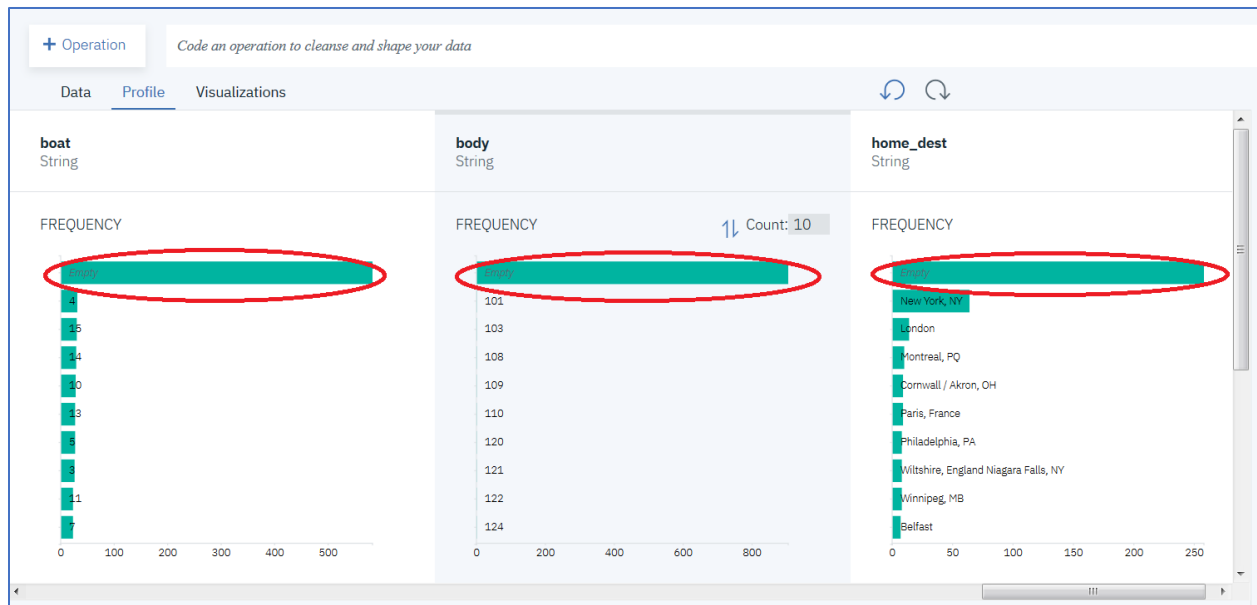 + Operation
Code an operation to cleanse and shape your data
Data Profile Visualizations
boat
String
FREQUENCY
Empty
4
15
14
10
13
5
3
11
7
0 100 200 300 400 500
body
String
FREQUENCY
Count: 10
Empty
101
103
108
109
110
120
121
122
124
0 200 400 600 800
home_dest
String
FREQUENCY
Empty
New York, NY
London
Montreal, PQ
Cornwall / Akron, OH
Paris, France
Philadelphia, PA
Wiltshire, England Niagara Falls, NY
Winnipeg, MB
Belfast
0 50 100 150 200 250